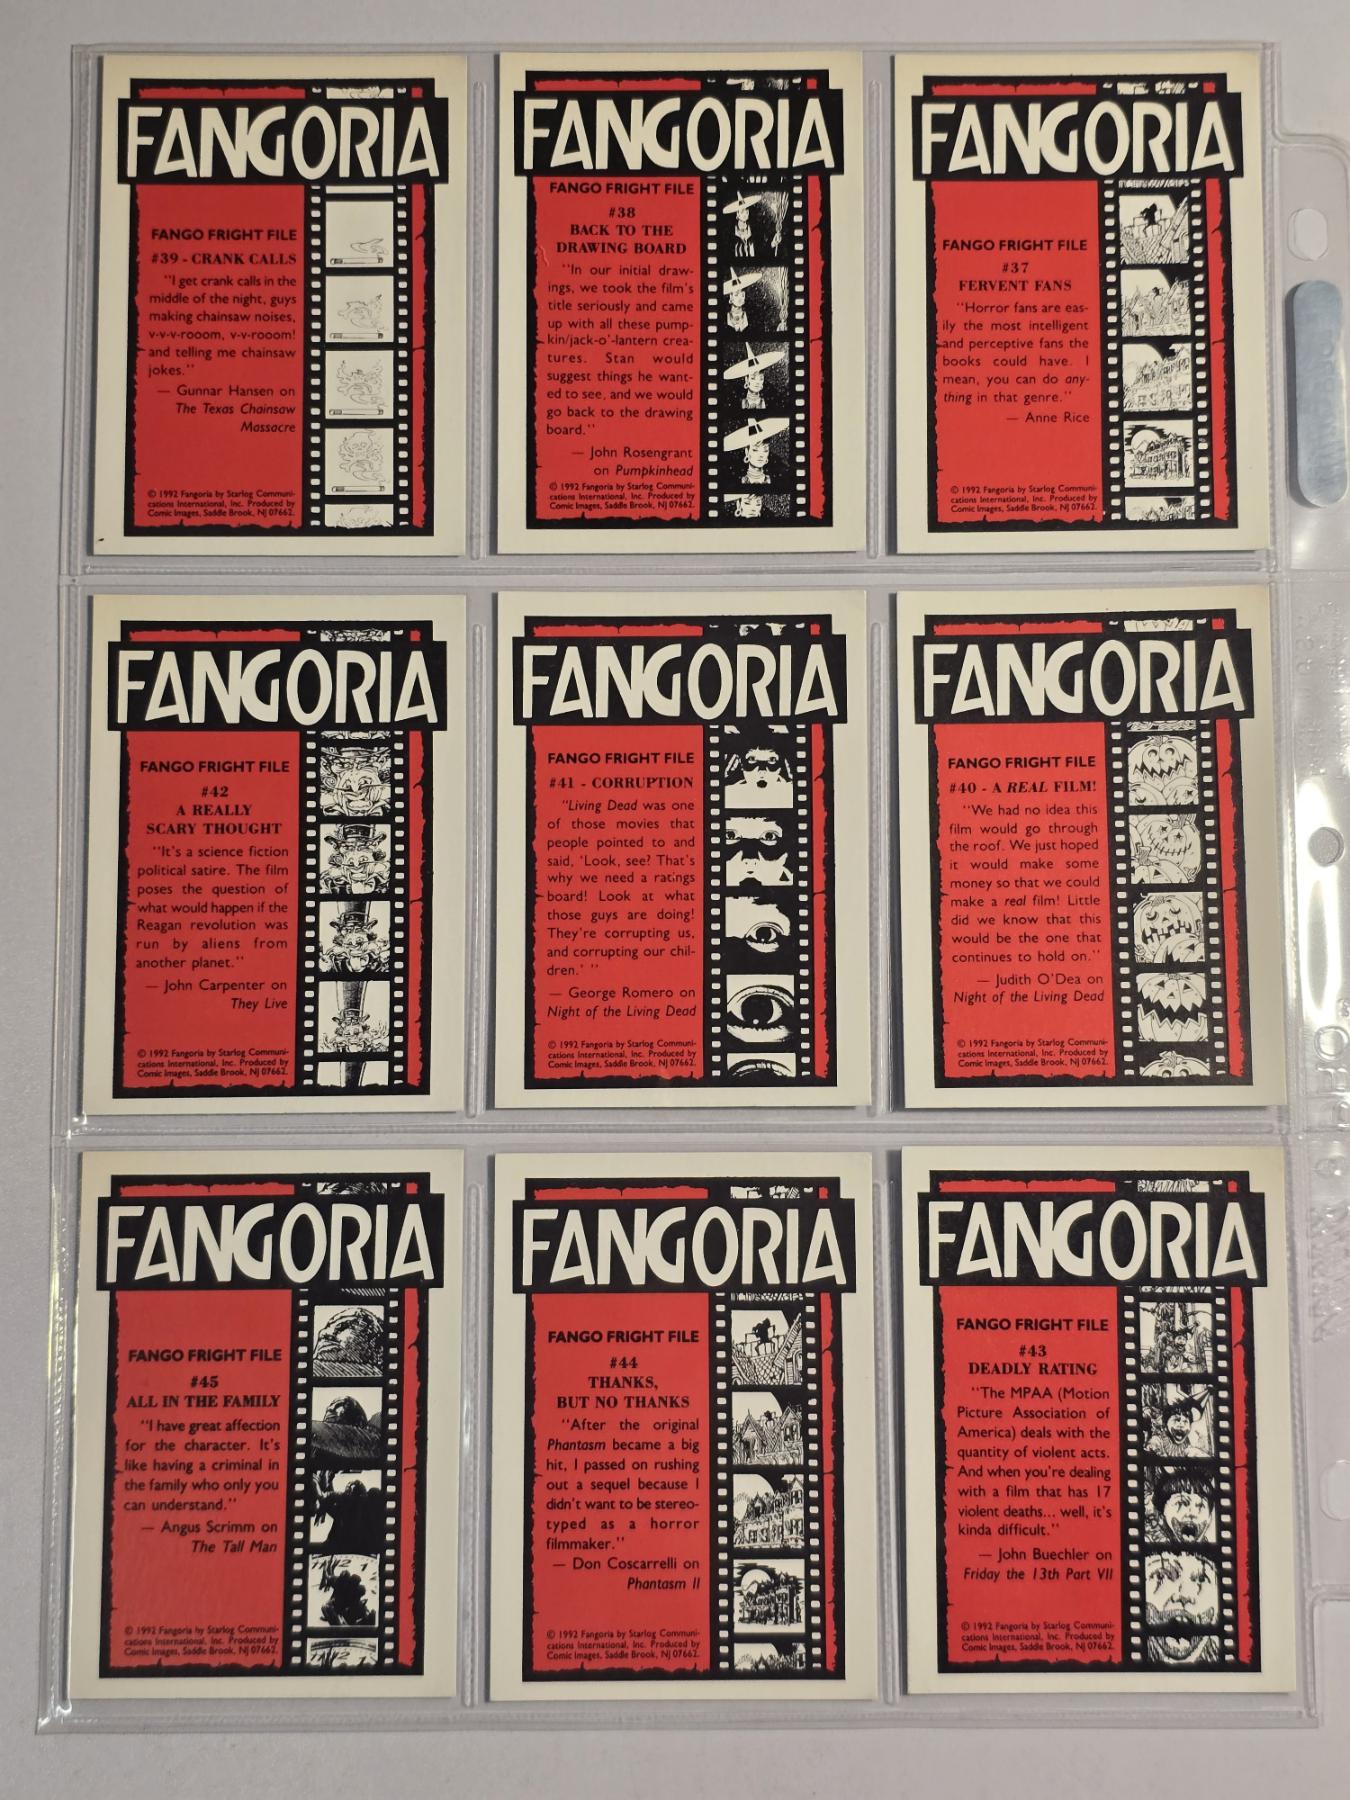 FANGORIA
FANGO FRIGHT FILE
#39 - CRANK CALLS
"I get crank calls in the
middle of the night, guys
making chainsaw noises,
v-v-v-rooom, v-v-rooom!
and telling me chainsaw
jokes."
— Gunnar Hansen on
The Texas Chainsaw
Massacre
© 1992 Fangoria by Starlog Communi-
cations International, Inc. Produced by
Comic Images, Saddle Brook, NJ 07662.
FANGORIA
FANGO FRIGHT FILE
#38
BACK TO THE
DRAWING BOARD
"In our initial draw-
ings, we took the film's
title seriously and came
up with all these pump-
kin/jack-o'-lantern crea-
tures. Stan would
suggest things he want-
ed to see, and we would
go back to the drawing
board."
— John Rosengrant
on Pumpkinhead
© 1992 Fangoria by Starlog Communi-
cations International, Inc. Produced by
Comic Images, Saddle Brook, NJ 07662.
FANGORIA
FANGO FRIGHT FILE
#37
FERVENT FANS
"Horror fans are eas-
ily the most intelligent
and perceptive fans the
books could have. I
mean, you can do any-
thing in that genre."
— Anne Rice
© 1992 Fangoria by Starlog Communi-
cations International, Inc. Produced by
Comic Images, Saddle Brook, NJ 07662.
FANGORIA
FANGO FRIGHT FILE
#42
A REALLY
SCARY THOUGHT
"It's a science fiction
political satire. The film
poses the question of
what would happen if the
Reagan revolution was
run by aliens from
another planet."
— John Carpenter on
They Live
© 1992 Fangoria by Starlog Communi-
cations International, Inc. Produced by
Comic Images, Saddle Brook, NJ 07662.
FANGORIA
FANGO FRIGHT FILE
#41 - CORRUPTION
"Living Dead was one
of those movies that
people pointed to and
said, 'Look, see? That's
why we need a ratings
board! Look at what
those guys are doing!
They're corrupting us,
and corrupting our chil-
dren.' "
— George Romero on
Night of the Living Dead
© 1992 Fangoria by Starlog Communi-
cations International, Inc. Produced by
Comic Images, Saddle Brook, NJ 07662.
FANGORIA
FANGO FRIGHT FILE
#40 - A REAL FILM!
"We had no idea this
film would go through
the roof. We just hoped
it would make some
money so that we could
make a real film! Little
did we know that this
would be the one that
continues to hold on."
— Judith O'Dea on
Night of the Living Dead
© 1992 Fangoria by Starlog Communi-
cations International, Inc. Produced by
Comic Images, Saddle Brook, NJ 07662.
FANGORIA
FANGO FRIGHT FILE
#45
ALL IN THE FAMILY
"I have great affection
for the character. It's
like having a criminal in
the family who only you
can understand."
— Angus Scrimm on
The Tall Man
© 1992 Fangoria by Starlog Communi-
cations International, Inc. Produced by
Comic Images, Saddle Brook, NJ 07662.
FANGORIA
FANGO FRIGHT FILE
#44
THANKS,
BUT NO THANKS
"After the original
Phantasm became a big
hit, I passed on rushing
out a sequel because I
didn't want to be stereo-
typed as a horror
filmmaker."
— Don Coscarrelli on
Phantasm II
© 1992 Fangoria by Starlog Communi-
cations International, Inc. Produced by
Comic Images, Saddle Brook, NJ 07662.
FANGORIA
FANGO FRIGHT FILE
#43
DEADLY RATING
"The MPAA (Motion
Picture Association of
America) deals with the
quantity of violent acts.
And when you're dealing
with a film that has 17
violent deaths... well, it's
kinda difficult."
— John Buechler on
Friday the 13th Part VII
© 1992 Fangoria by Starlog Communi-
cations International, Inc. Produced by
Comic Images, Saddle Brook, NJ 07662.